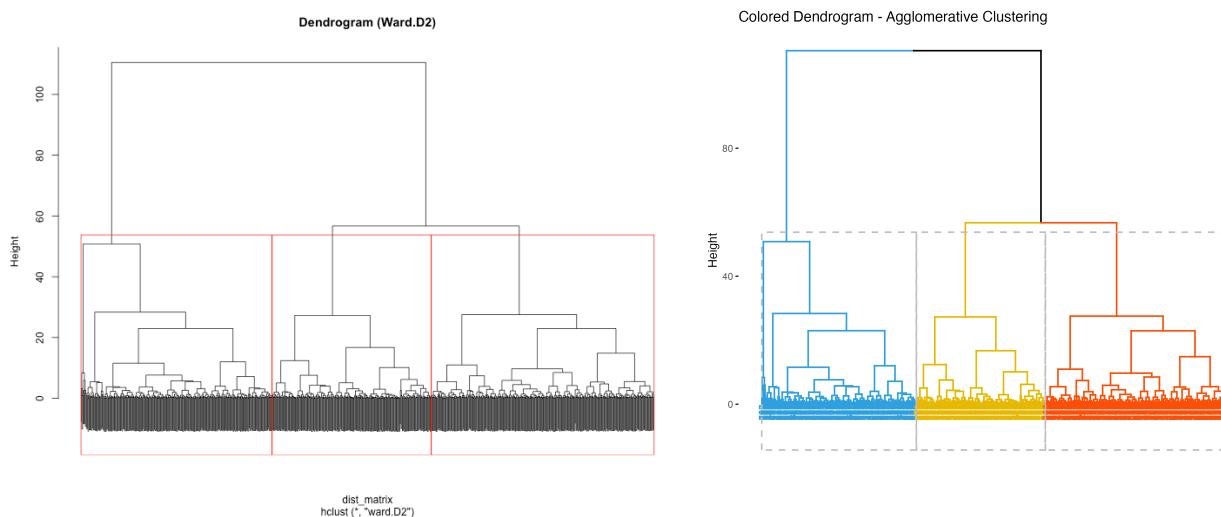 Dendrogram (Ward.D2)
Height
100
80
60
40
20
0
dist_matrix
hclust (*, "ward.D2")
Colored Dendrogram - Agglomerative Clustering
Height
80
40
0